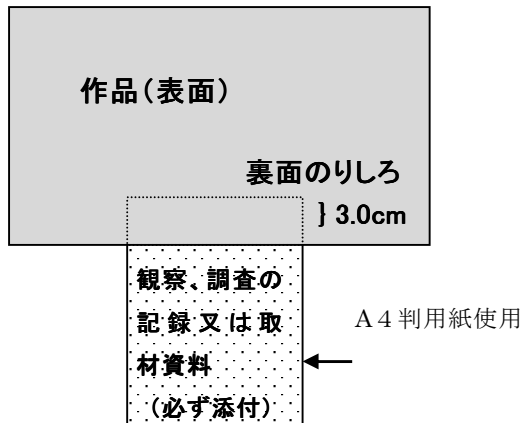 作品（表面）
裏面のりしろ
} 3.0cm
観察、調査の
記録又は取
材資料
（必ず添付）
Ａ４判用紙使用